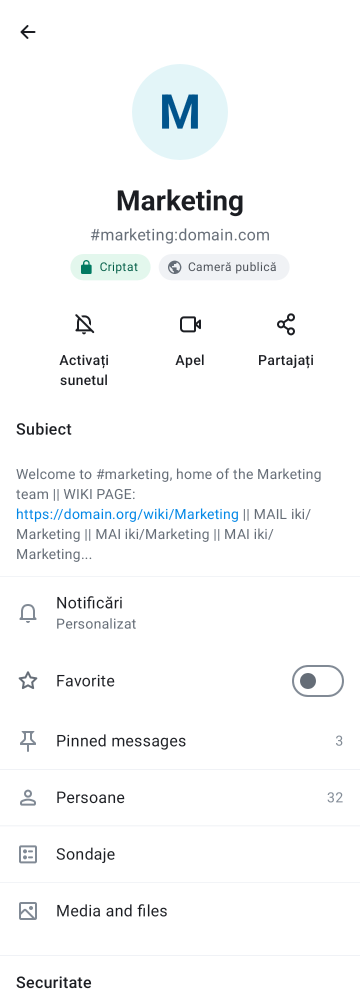 M
Marketing
#marketing:domain.com
Criptat
Cameră publică
Activați
sunetul
Apel
Partajați
Subiect
Welcome to #marketing, home of the Marketing
team || WIKI PAGE:
https://domain.org/wiki/Marketing || MAIL iki/
Marketing || MAI iki/Marketing || MAI iki/
Marketing...
Notificări
Personalizat
Favorite
Pinned messages 3
Persoane 32
Sondaje
Media and files
Securitate